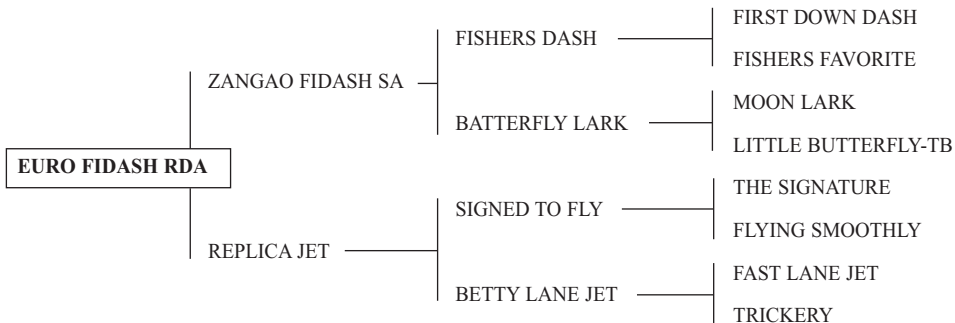 FIRST DOWN DASH
FISHERS DASH
FISHERS FAVORITE
ZANGAO FIDASH SA
MOON LARK
BATTERFLY LARK
LITTLE BUTTERFLY-TB
EURO FIDASH RDA
THE SIGNATURE
SIGNED TO FLY
FLYING SMOOTHLY
REPLICA JET
FAST LANE JET
BETTY LANE JET
TRICKERY